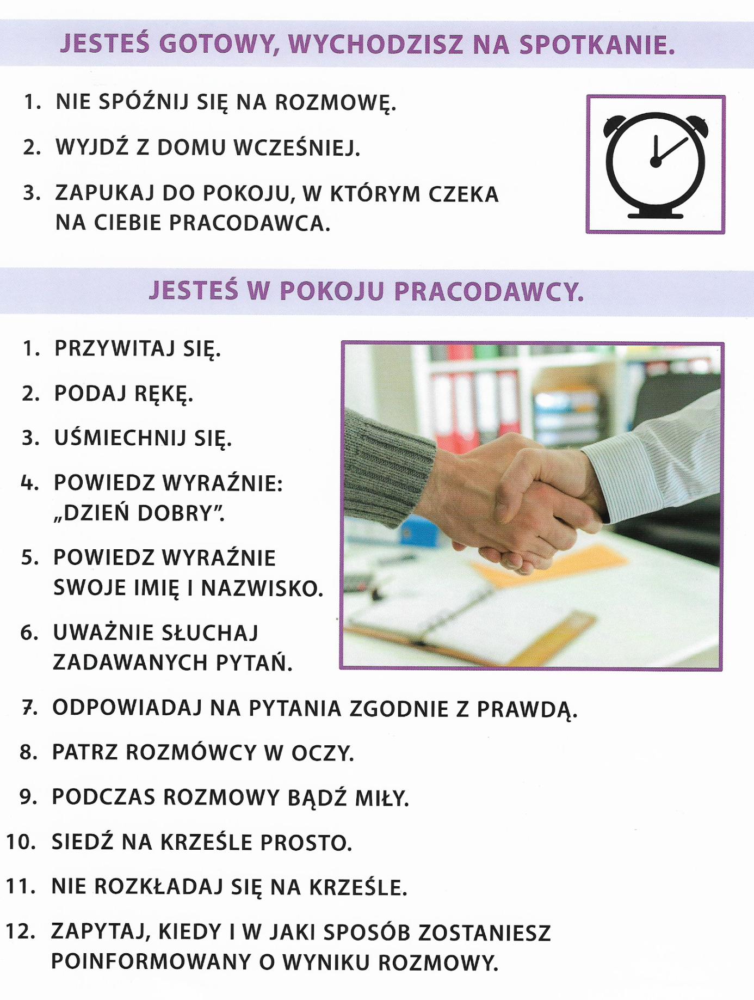 JESTEŚ GOTOWY, WYCHODZISZ NA SPOTKANIE.
1. NIE SPÓŹNIJ SIĘ NA ROZMOWĘ.
2. WYJDŹ Z DOMU WCZEŚNIEJ.
3. ZAPUKAJ DO POKOJU, W KTÓRYM CZEKA
NA CIEBIE PRACODAWCA.
JESTEŚ W POKOJU PRACODAWCY.
1. PRZYWITAJ SIĘ.
2. PODAJ RĘKĘ.
3. UŚMIECHNIJ SIĘ.
4. POWIEDZ WYRAŹNIE:
„DZIEŃ DOBRY”.
5. POWIEDZ WYRAŹNIE
SWOJE IMIĘ I NAZWISKO.
6. UWAŻNIE SŁUCHAJ
ZADAWANYCH PYTAŃ.
7. ODPOWIADAJ NA PYTANIA ZGODNIE Z PRAWDĄ.
8. PATRZ ROZMÓWCY W OCZY.
9. PODCZAS ROZMOWY BĄDŹ MIŁY.
10. SIEDŹ NA KRZEŚLE PROSTO.
11. NIE ROZKŁADAJ SIĘ NA KRZEŚLE.
12. ZAPYTAJ, KIEDY I W JAKI SPOSÓB ZOSTANIESZ
POINFORMOWANY O WYNIKU ROZMOWY.